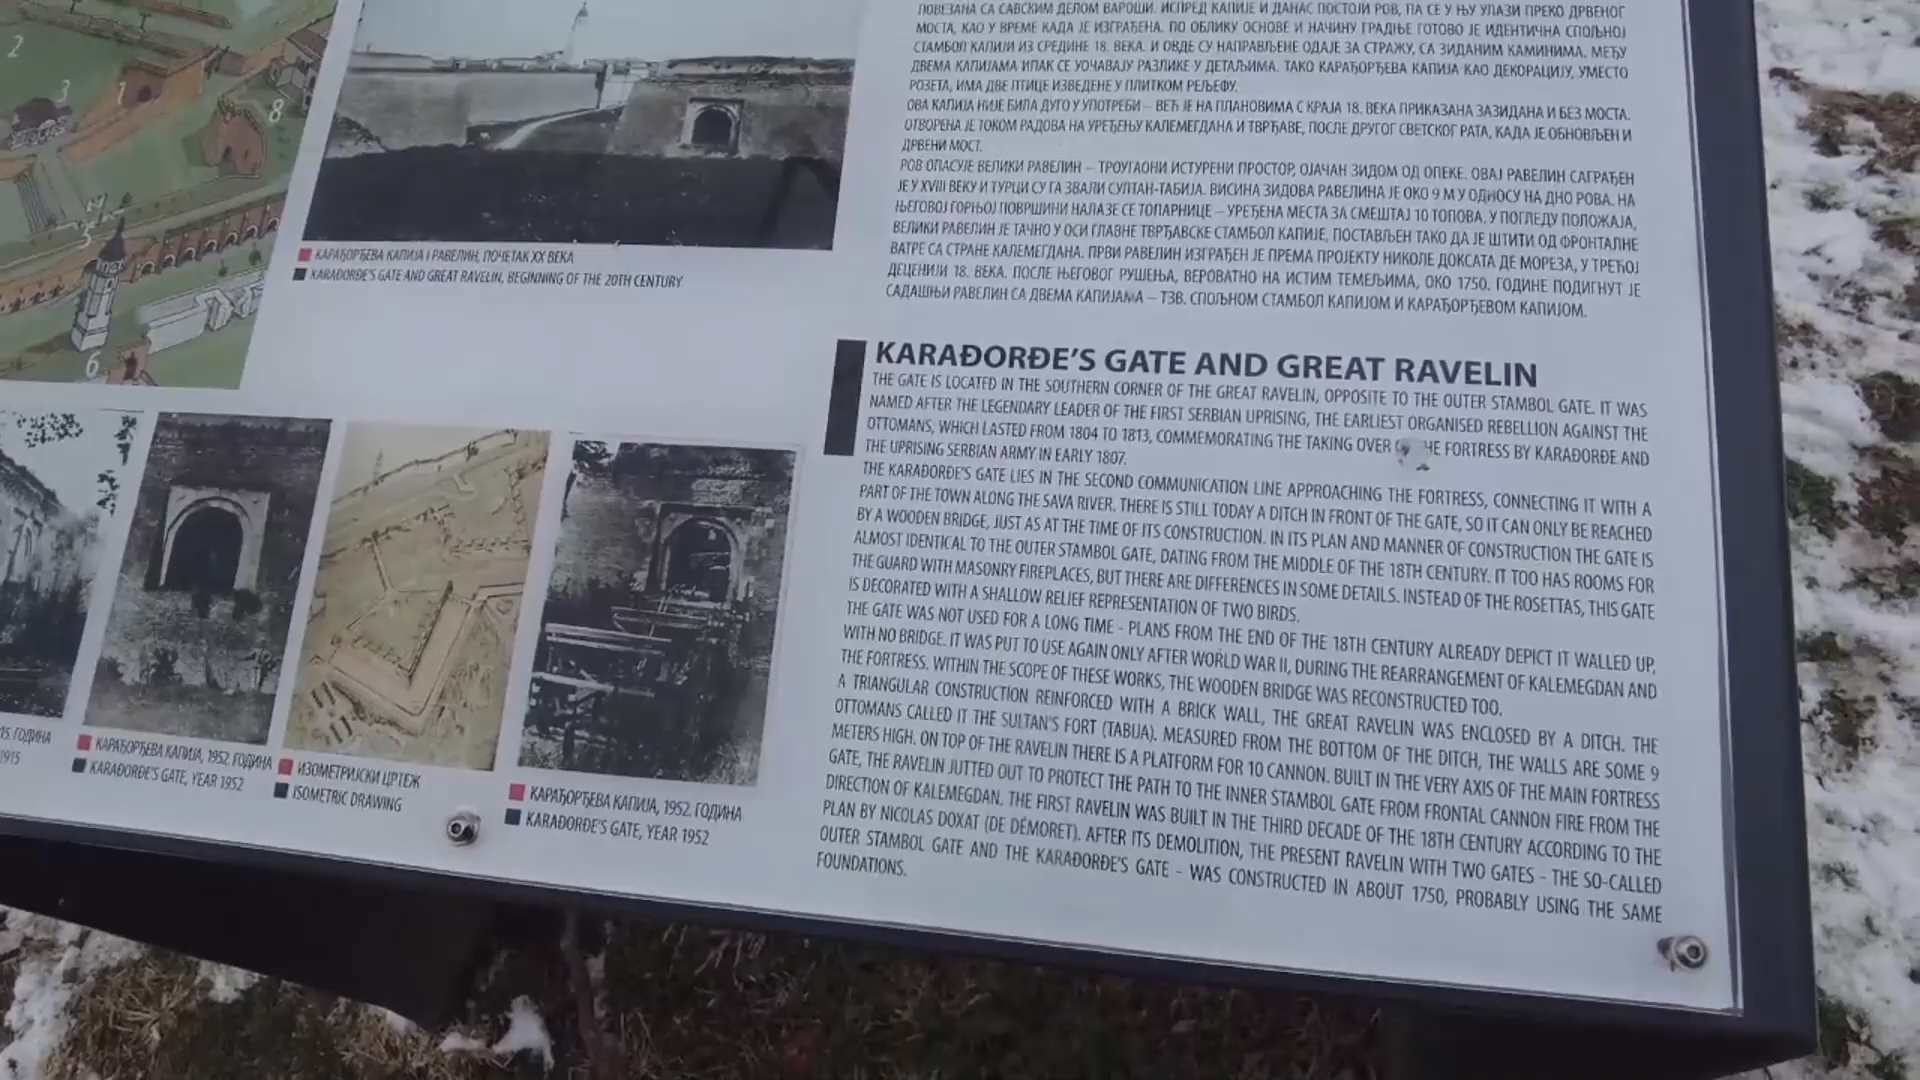 2
3
1
8
5
6
КАРАЂОРЂЕВА КАПИЈА I РАВЕЛИН, ПОЧЕТАК XX ВЕКА
KARAĐORĐE'S GATE AND GREAT RAVELIN, BEGINNING OF THE 20TH CENTURY
15. ГОДИНА
1915
КАРАЂОРЂЕВА КАПИЈА, 1952. ГОДИНА
KARAĐORĐE'S GATE, YEAR 1952
ИЗОМЕТРИЈСКИ ЦРТЕЖ
ISOMETRIC DRAWING
КАРАЂОРЂЕВА КАПИЈА, 1952. ГОДИНА
KARAĐORĐE'S GATE, YEAR 1952
ПОВЕЗАНА СА САВСКИМ ДЕЛОМ ВАРОШИ. ИСПРЕД КАПИЈЕ И ДАНАС ПОСТОЈИ РОВ, ПА СЕ У ЊУ УЛАЗИ ПРЕКО ДРВЕНОГ
МОСТА, КАО У ВРЕМЕ КАДА ЈЕ ИЗГРАЂЕНА. ПО ОБЛИКУ ОСНОВЕ И НАЧИНУ ГРАДЊЕ ГОТОВО ЈЕ ИДЕНТИЧНА СПОЉНОЈ
СТАМБОЛ КАПИЈИ ИЗ СРЕДИНЕ 18. ВЕКА. И ОВДЕ СУ НАПРАВЉЕНЕ ОДАЈЕ ЗА СТРАЖУ, СА ЗИДАНИМ КАМИНИМА. МЕЂУ
ДВЕМА КАПИЈАМА ИПАК СЕ УОЧАВАЈУ РАЗЛИКЕ У ДЕТАЉИМА. ТАКО КАРАЂОРЂЕВА КАПИЈА КАО ДЕКОРАЦИЈУ, УМЕСТО
РОЗЕТА, ИМА ДВЕ ПТИЦЕ ИЗВЕДЕНЕ У ПЛИТКОМ РЕЉЕФУ.
ОВА КАПИЈА НИЈЕ БИЛА ДУГО У УПОТРЕБИ – ВЕЋ ЈЕ НА ПЛАНОВИМА С КРАЈА 18. ВЕКА ПРИКАЗАНА ЗАЗИДАНА И БЕЗ МОСТА.
ОТВОРЕНА ЈЕ ТОКОМ РАДОВА НА УРЕЂЕЊУ КАЛЕМЕГДАНА И ТВРЂАВЕ, ПОСЛЕ ДРУГОГ СВЕТСКОГ РАТА, КАДА ЈЕ ОБНОВЉЕН И
ДРВЕНИ МОСТ.
РОВ ОПАСУЈЕ ВЕЛИКИ РАВЕЛИН – ТРОУГАОНИ ИСТУРЕНИ ПРОСТОР, ОЈАЧАН ЗИДОМ ОД ОПЕКЕ. ОВАЈ РАВЕЛИН САГРАЂЕН
ЈЕ У XVIII ВЕКУ И ТУРЦИ СУ ГА ЗВАЛИ СУЛТАН-ТАБИЈА. ВИСИНА ЗИДОВА РАВЕЛИНА ЈЕ ОКО 9 М У ОДНОСУ НА ДНО РОВА. НА
ЊЕГОВОЈ ГОРЊОЈ ПОВРШИНИ НАЛАЗЕ СЕ ТОПАРНИЦЕ – УРЕЂЕНА МЕСТА ЗА СМЕШТАЈ 10 ТОПОВА. У ПОГЛЕДУ ПОЛОЖАЈА,
ВЕЛИКИ РАВЕЛИН ЈЕ ТАЧНО У ОСИ ГЛАВНЕ ТВРЂАВСКЕ СТАМБОЛ КАПИЈЕ, ПОСТАВЉЕН ТАКО ДА ЈЕ ШТИТИ ОД ФРОНТАЛНЕ
ВАТРЕ СА СТРАНЕ КАЛЕМЕГДАНА. ПРВИ РАВЕЛИН ИЗГРАЂЕН ЈЕ ПРЕМА ПРОЈЕКТУ НИКОЛЕ ДОКСАТА ДЕ МОРЕЗА, У ТРЕЋОЈ
ДЕЦЕНИЈИ 18. ВЕКА. ПОСЛЕ ЊЕГОВОГ РУШЕЊА, ВЕРОВАТНО НА ИСТИМ ТЕМЕЉИМА, ОКО 1750. ГОДИНЕ ПОДИГНУТ ЈЕ
САДАШЊИ РАВЕЛИН СА ДВЕМА КАПИЈАМА – ТЗВ. СПОЉНОМ СТАМБОЛ КАПИЈОМ И КАРАЂОРЂЕВОМ КАПИЈОМ.
KARAĐORĐE'S GATE AND GREAT RAVELIN
THE GATE IS LOCATED IN THE SOUTHERN CORNER OF THE GREAT RAVELIN, OPPOSITE TO THE OUTER STAMBOL GATE. IT WAS
NAMED AFTER THE LEGENDARY LEADER OF THE FIRST SERBIAN UPRISING, THE EARLIEST ORGANISED REBELLION AGAINST THE
OTTOMANS, WHICH LASTED FROM 1804 TO 1813, COMMEMORATING THE TAKING OVER HE FORTRESS BY KARAĐORĐE AND
THE UPRISING SERBIAN ARMY IN EARLY 1807.
THE KARAĐORĐE'S GATE LIES IN THE SECOND COMMUNICATION LINE APPROACHING THE FORTRESS, CONNECTING IT WITH A
PART OF THE TOWN ALONG THE SAVA RIVER. THERE IS STILL TODAY A DITCH IN FRONT OF THE GATE, SO IT CAN ONLY BE REACHED
BY A WOODEN BRIDGE, JUST AS AT THE TIME OF ITS CONSTRUCTION. IN ITS PLAN AND MANNER OF CONSTRUCTION THE GATE IS
ALMOST IDENTICAL TO THE OUTER STAMBOL GATE, DATING FROM THE MIDDLE OF THE 18TH CENTURY. IT TOO HAS ROOMS FOR
THE GUARD WITH MASONRY FIREPLACES, BUT THERE ARE DIFFERENCES IN SOME DETAILS. INSTEAD OF THE ROSETTAS, THIS GATE
IS DECORATED WITH A SHALLOW RELIEF REPRESENTATION OF TWO BIRDS.
THE GATE WAS NOT USED FOR A LONG TIME - PLANS FROM THE END OF THE 18TH CENTURY ALREADY DEPICT IT WALLED UP,
WITH NO BRIDGE. IT WAS PUT TO USE AGAIN ONLY AFTER WORLD WAR II, DURING THE REARRANGEMENT OF KALEMEGDAN AND
THE FORTRESS. WITHIN THE SCOPE OF THESE WORKS, THE WOODEN BRIDGE WAS RECONSTRUCTED TOO.
A TRIANGULAR CONSTRUCTION REINFORCED WITH A BRICK WALL, THE GREAT RAVELIN WAS ENCLOSED BY A DITCH. THE
OTTOMANS CALLED IT THE SULTAN'S FORT (TABIJA). MEASURED FROM THE BOTTOM OF THE DITCH, THE WALLS ARE SOME 9
METERS HIGH. ON TOP OF THE RAVELIN THERE IS A PLATFORM FOR 10 CANNON. BUILT IN THE VERY AXIS OF THE MAIN FORTRESS
GATE, THE RAVELIN JUTTED OUT TO PROTECT THE PATH TO THE INNER STAMBOL GATE FROM FRONTAL CANNON FIRE FROM THE
DIRECTION OF KALEMEGDAN. THE FIRST RAVELIN WAS BUILT IN THE THIRD DECADE OF THE 18TH CENTURY ACCORDING TO THE
PLAN BY NICOLAS DOXAT (DE DÉMORET). AFTER ITS DEMOLITION, THE PRESENT RAVELIN WITH TWO GATES - THE SO-CALLED
OUTER STAMBOL GATE AND THE KARAĐORĐE'S GATE - WAS CONSTRUCTED IN ABOUT 1750, PROBABLY USING THE SAME
FOUNDATIONS.